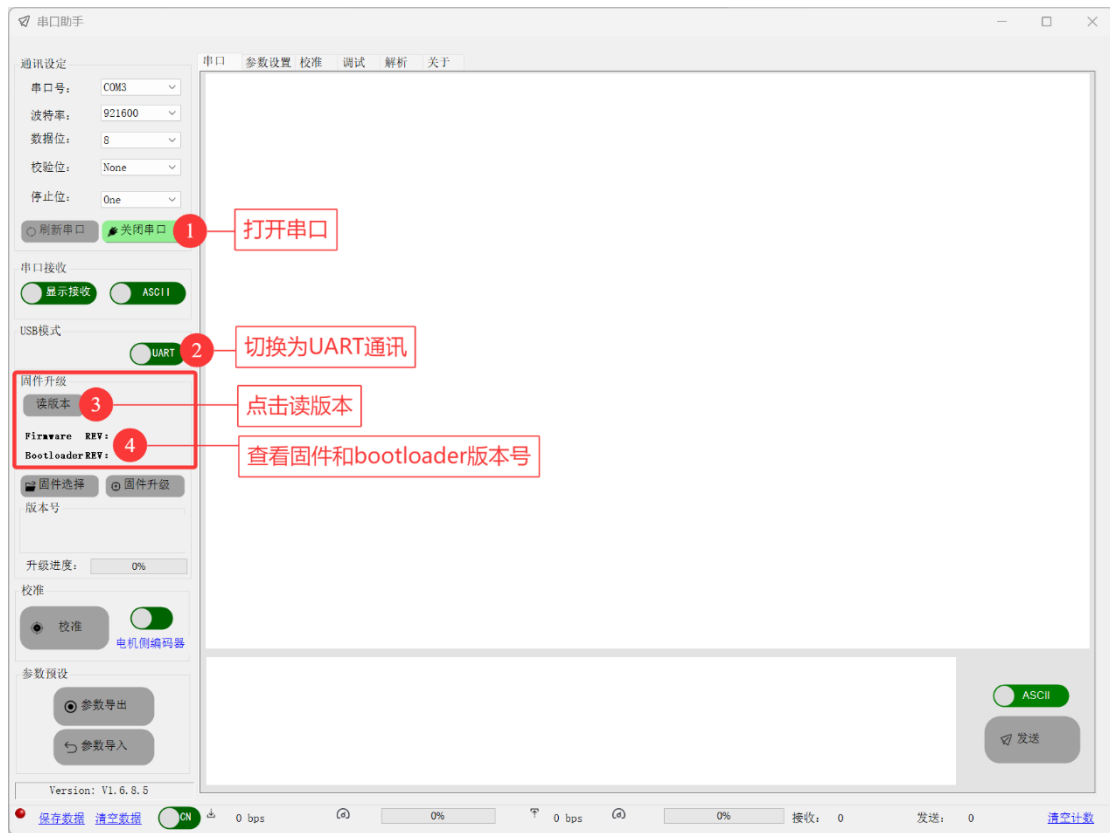 串口助手
通讯设定
串口号： COM3
波特率： 921600
数据位： 8
校验位： None
停止位： One
刷新串口 关闭串口 1 打开串口
串口接收
显示接收 ASCII
USB模式
UART 2 切换为UART通讯
固件升级
读版本 3 点击读版本
Firmware REV:
BootloaderREV: 4 查看固件和bootloader版本号
固件选择 固件升级
版本号
升级进度： 0%
校准
校准
电机侧编码器
参数预设
参数导出
参数导入
Version: V1.6.8.5
串口 参数设置 校准 调试 解析 关于
ASCII
发送
保存数据 清空数据 CN 0 bps 0% 0 bps 0% 接收： 0 发送： 0 清空计数